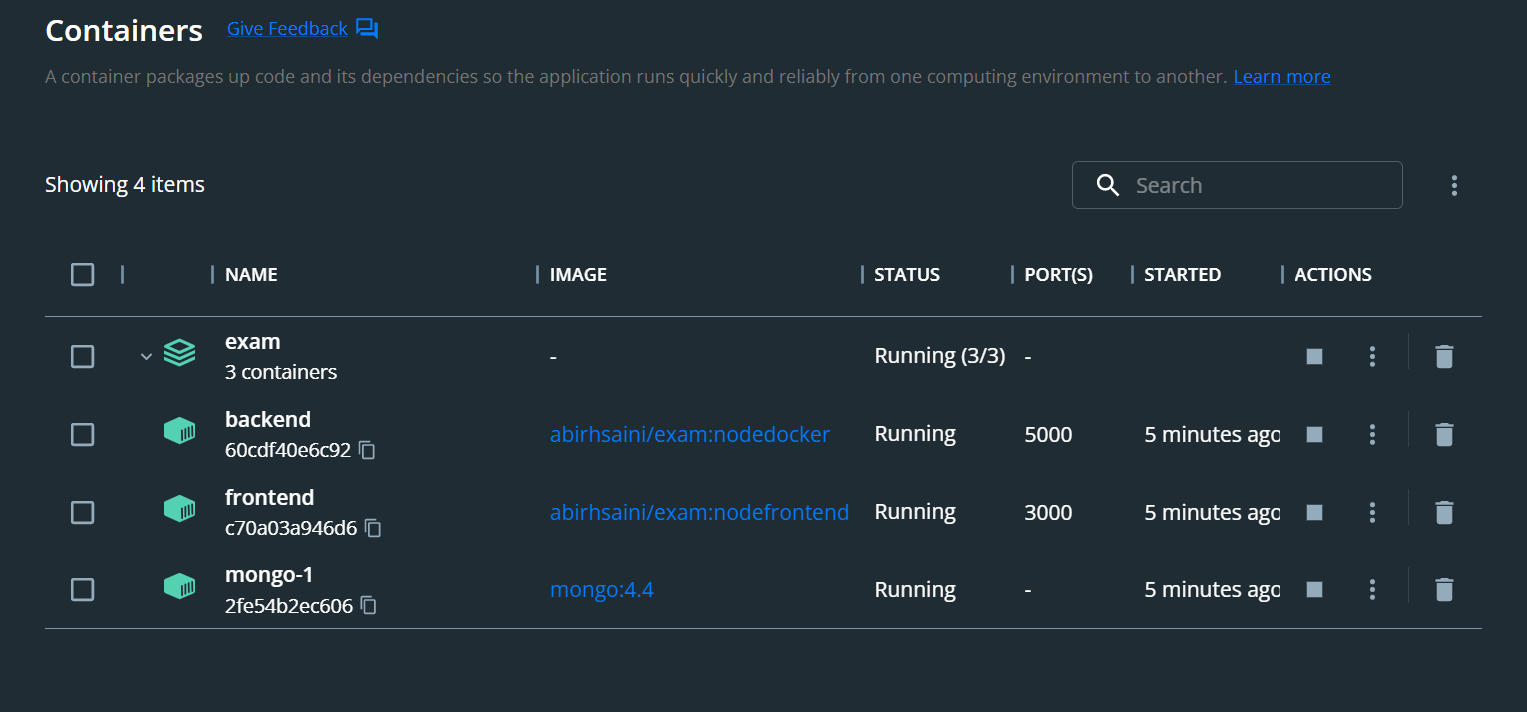 Containers Give Feedback
A container packages up code and its dependencies so the application runs quickly and reliably from one computing environment to another. Learn more
Showing 4 items Search
NAME IMAGE STATUS PORT(S) STARTED ACTIONS
exam
3 containers - Running (3/3) -
backend
60cdf40e6c92 abirhsaini/exam:nodedocker Running 5000 5 minutes ago
frontend
c70a03a946d6 abirhsaini/exam:nodefrontend Running 3000 5 minutes ago
mongo-1
2fe54b2ec606 mongo:4.4 Running - 5 minutes ago